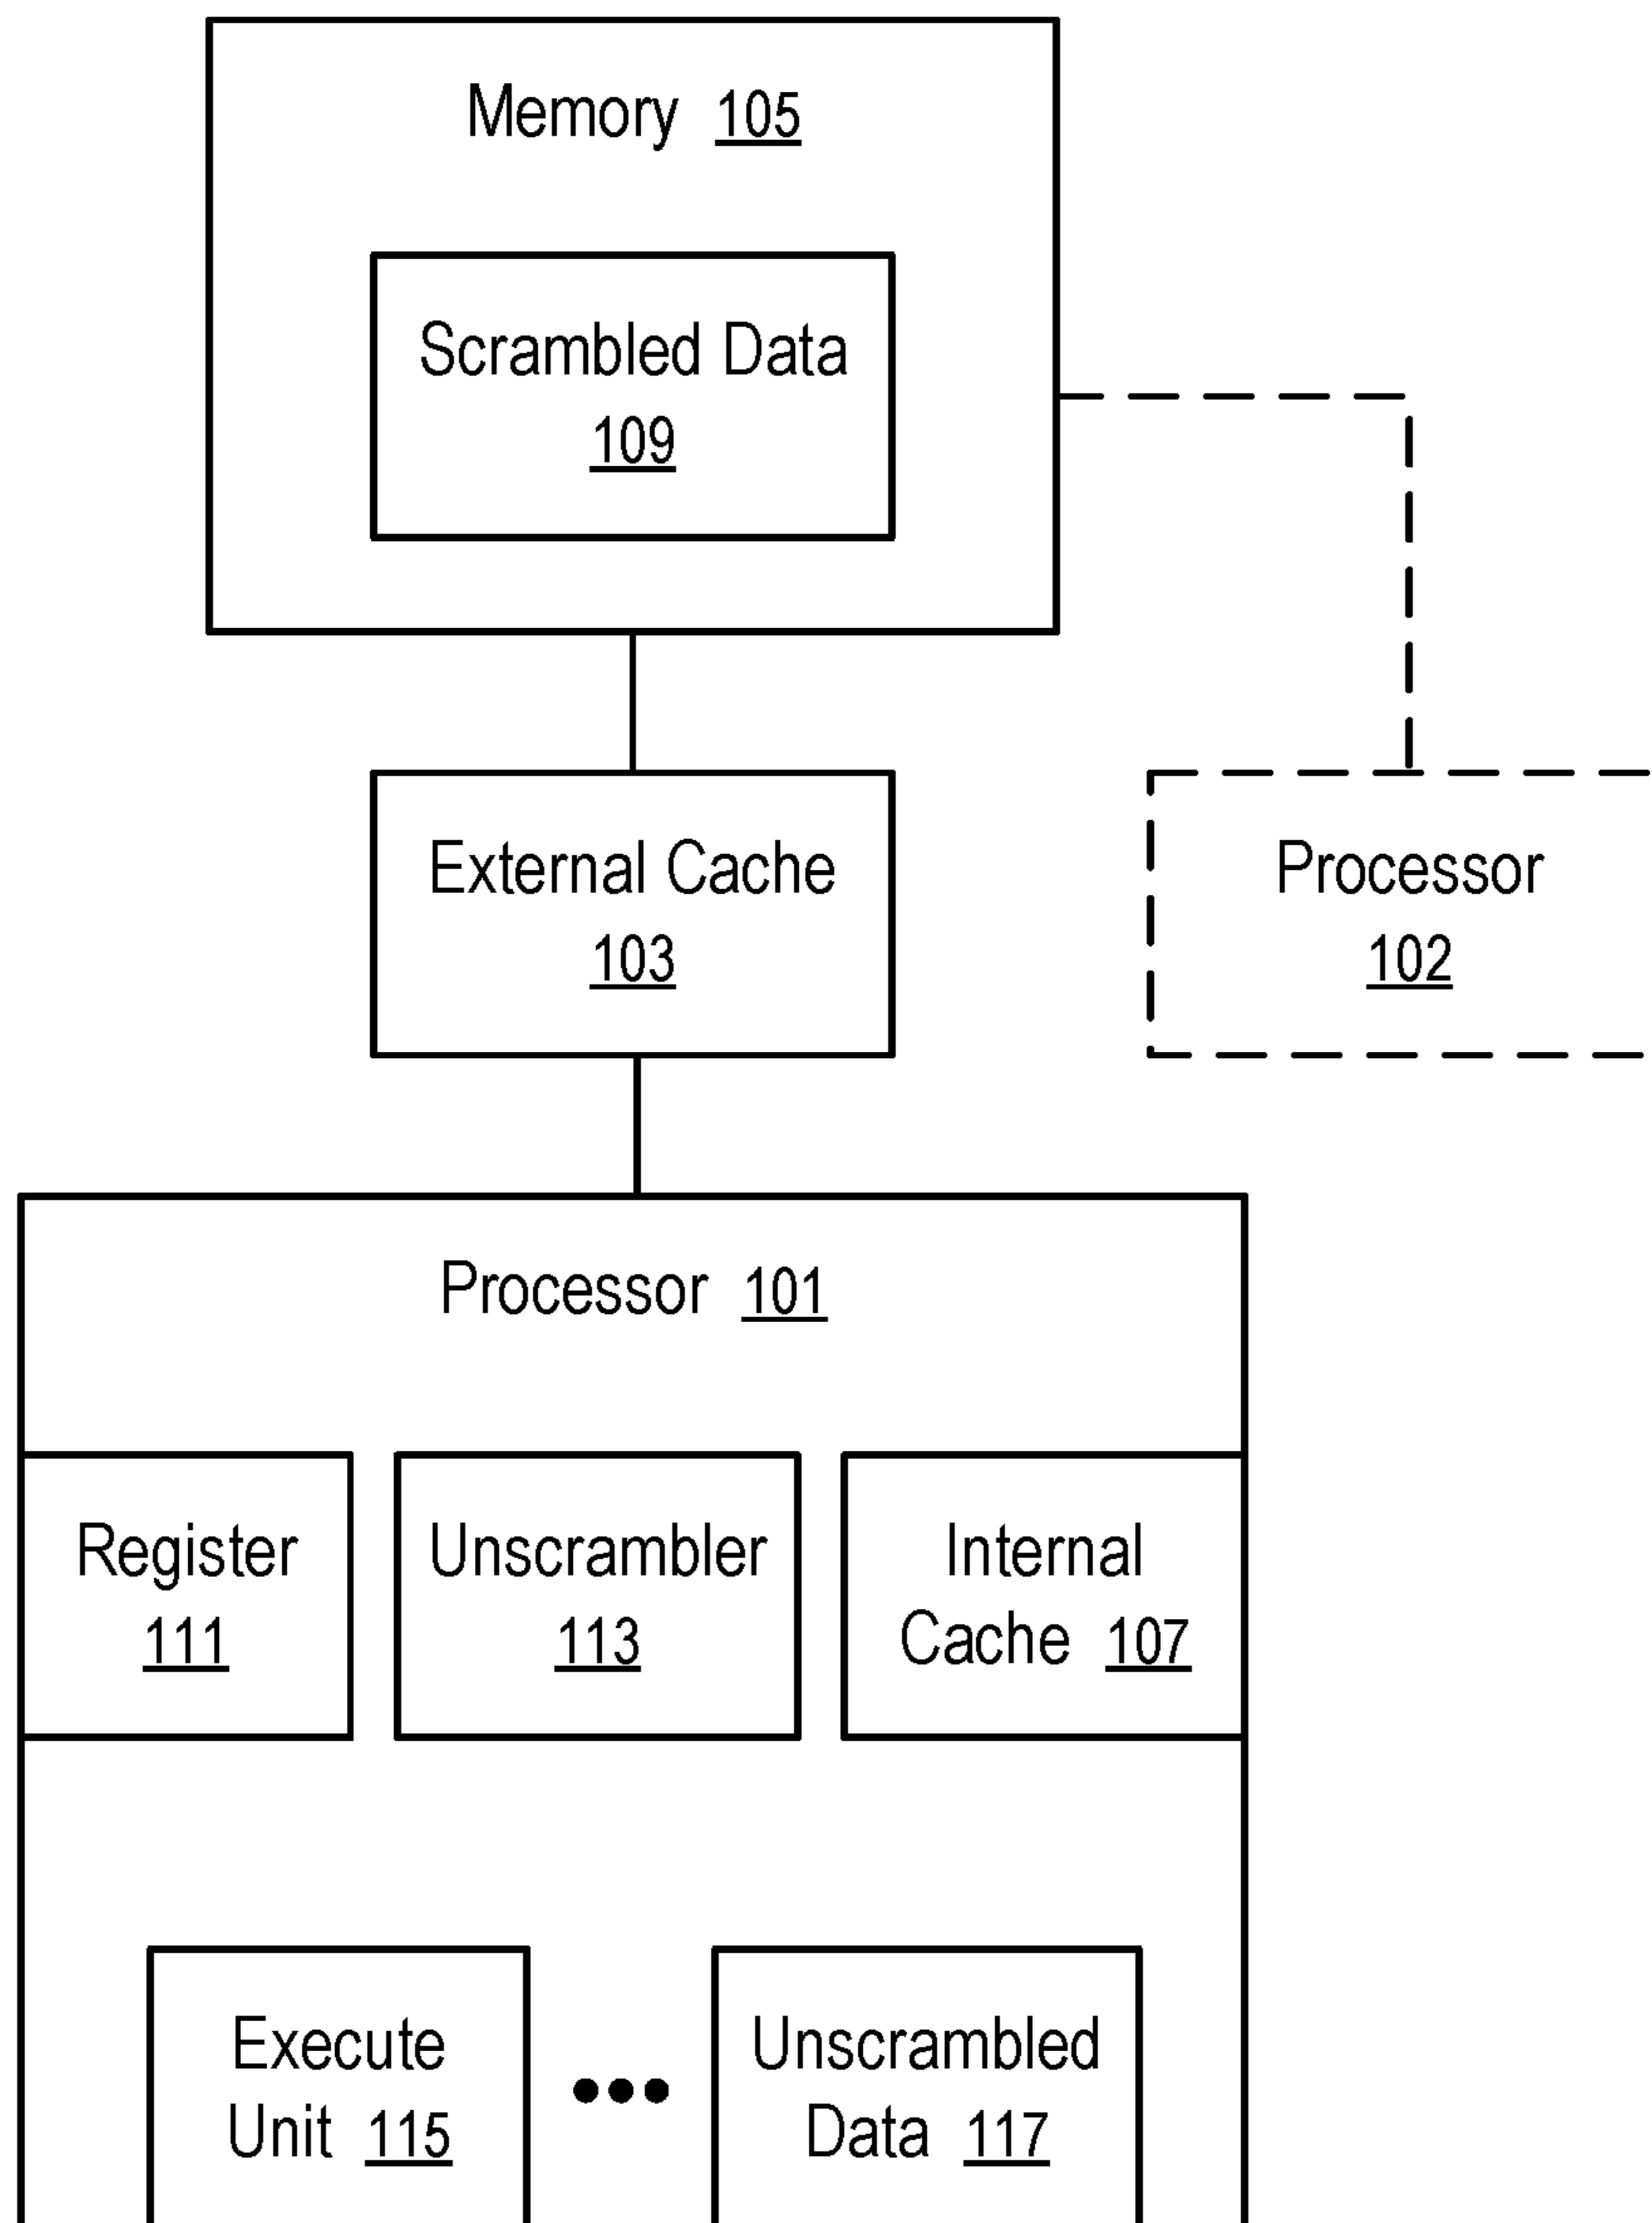 Memory 105
Scrambled Data
109
External Cache
103
Processor
102
Processor 101
Register
111
Unscrambler
113
Internal
Cache 107
Execute
Unit 115
Unscrambled
Data 117